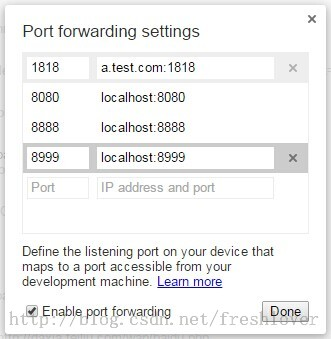 Port forwarding settings
1818 a.test.com:1818
8080 localhost:8080
8888 localhost:8888
8999 localhost:8999
Port IP address and port
Define the listening port on your device that
maps to a port accessible from your
development machine. Learn more
Enable port forwarding Done
http://blog.csdn.net/freshlover